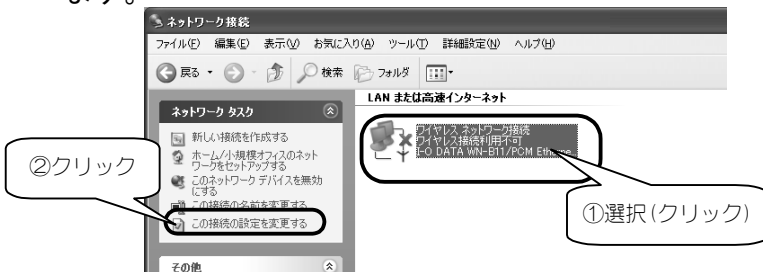 ます。
ネットワーク接続
ファイル(F) 編集(E) 表示(V) お気に入り(A) ツール(T) 詳細設定(N) ヘルプ(H)
戻る 検索 フォルダ
LAN または高速インターネット
ネットワーク タスク
新しい接続を作成する
ホーム/小規模オフィスのネット
ワークをセットアップする
このネットワーク デバイスを無効
にする
この接続の名前を変更する
この接続の設定を変更する
その他
ワイヤレス ネットワーク接続
ワイヤレス接続利用不可
I-O DATA WN-B11/PCM Etherne
②クリック
①選択(クリック)